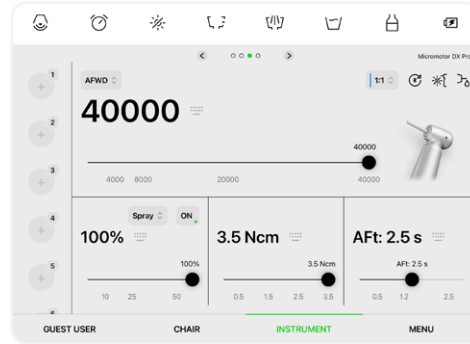 Micromotor DX Pro
1
AFWD
1:1
40000
2
40000
3
4000 8000 20000 40000
4
Spray ON
100%
3.5 Ncm
AFt: 2.5 s
5
100%
3.5 Ncm
AFt: 2.5 s
10 25 50
0.5 1.5 2.5 3.5
0.5 1.2 2.5
GUEST USER CHAIR INSTRUMENT MENU